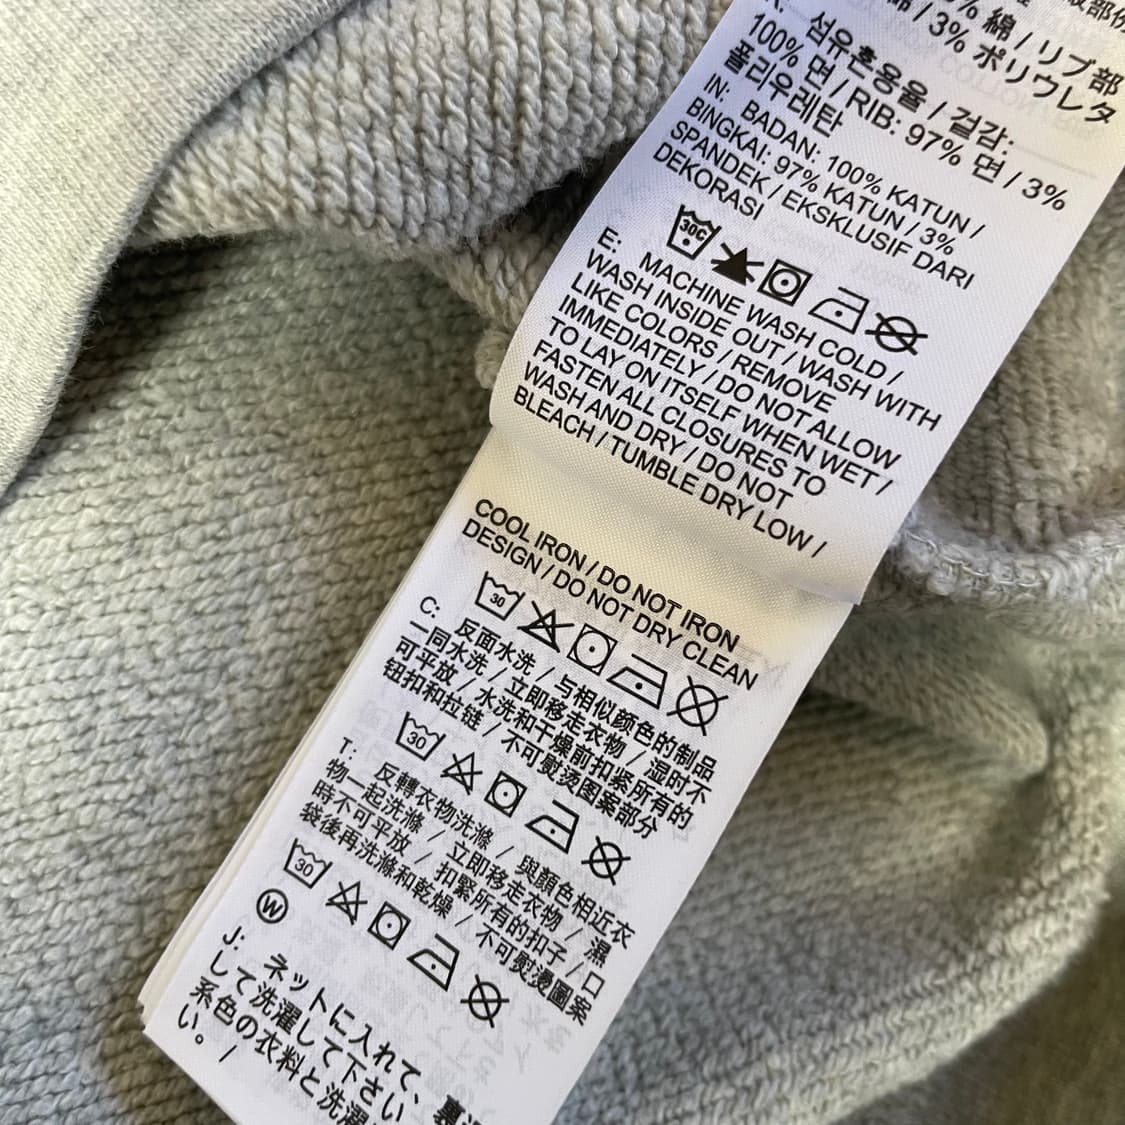 % 綿 / リブ部
綿 / 3% ポリウレタ
섬유혼용율 / 겉감:
100% 면 / RIB: 97% 면 / 3%
폴리우레탄
IN: BADAN: 100% KATUN /
BINGKAI: 97% KATUN / 3%
SPANDEK / EKSKLUSIF DARI
DEKORASI
30C
E: MACHINE WASH COLD /
WASH INSIDE OUT / WASH WITH
LIKE COLORS / REMOVE
IMMEDIATELY / DO NOT ALLOW
TO LAY ON ITSELF WHEN WET /
FASTEN ALL CLOSURES TO
WASH AND DRY / DO NOT
BLEACH / TUMBLE DRY LOW /
COOL IRON / DO NOT IRON
DESIGN / DO NOT DRY CLEAN
30
C: 反面水洗 / 与相似颜色的制品
一同水洗 / 立即移走衣物 / 湿时不
可平放 / 水洗和干燥前扣紧所有的
钮扣和拉链 / 不可熨烫图案部分
30
T: 反轉衣物洗滌 / 與顏色相近衣
物一起洗滌 / 立即移走衣物 / 濕
時不可平放 / 扣緊所有的扣子 / 口
袋後再洗滌和乾燥 / 不可熨燙圖案
30
W
J: ネットに入れて、裏返
して洗濯して下さい
系色の衣料と洗濯
い。 /